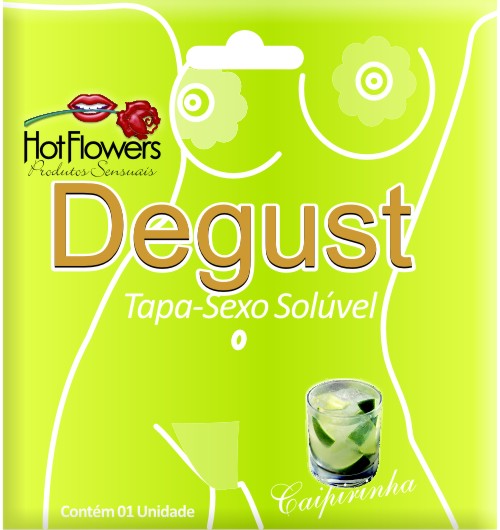 HotFlowers
Produtos Sensuais
Degust
Tapa-Sexo Solúvel
Caipirinha
Contém 01 Unidade